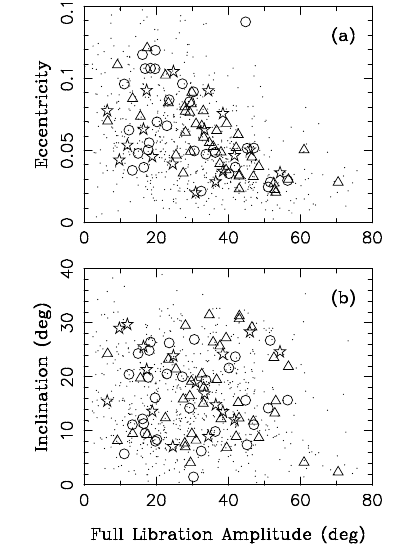 (a)
0.1
0.1
0.05
0
Eccentricity
0 20 40 60 80
(b)
40
30
20
10
0
Inclination (deg)
0 20 40 60 80
Full Libration Amplitude (deg)